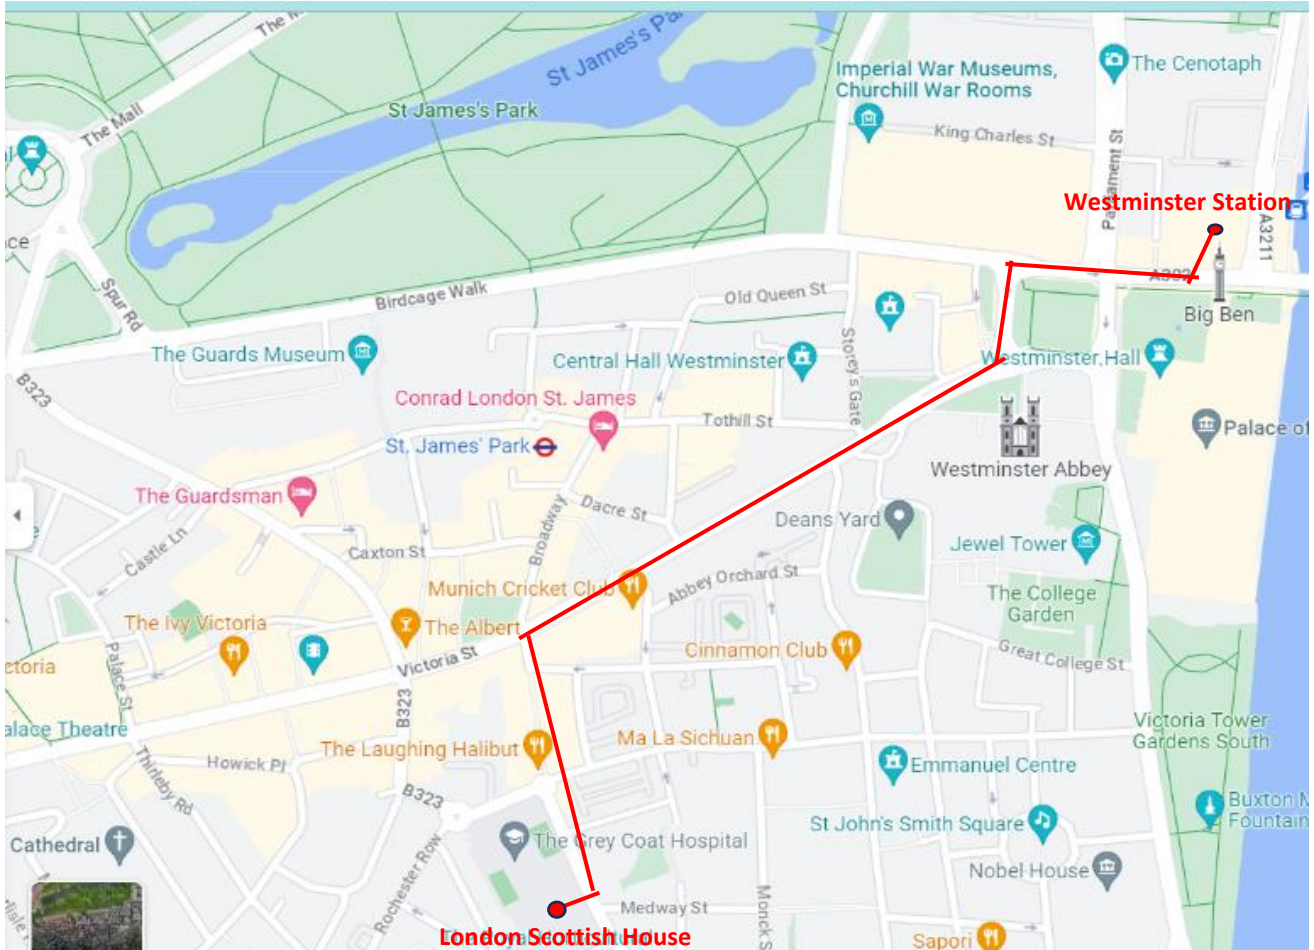 The M
St James's Pa
St James's Park
The Mall
Imperial War Museums,
Churchill War Rooms
The Cenotaph
King Charles St
Parliament St
Westminster Station
A3211
ce
Spur Rd
Birdcage Walk
Old Queen St
A302
Big Ben
The Guards Museum
Central Hall Westminster
Storey's Gate
Westminster Hall
B323
Conrad London St. James
Tothill St
St. James' Park
Palace of
Westminster Abbey
The Guardsman
Dacre St
Deans Yard
Castle Ln
Caxton St
Broadway
Jewel Tower
Munich Cricket Club
Abbey Orchard St
The College
Garden
The Ivy Victoria
The Albert
Cinnamon Club
Great College St
ctoria
Palace St
Victoria St
B323
alace Theatre
The Laughing Halibut
Ma La Sichuan
Victoria Tower
Gardens South
Howick Pl
Thirleby Rd
Emmanuel Centre
B323
Buxton M
Fountain
Cathedral
Rochester Row
The Grey Coat Hospital
St John's Smith Square
Nobel House
Medway St
Monck S
London Scottish House
Sapori